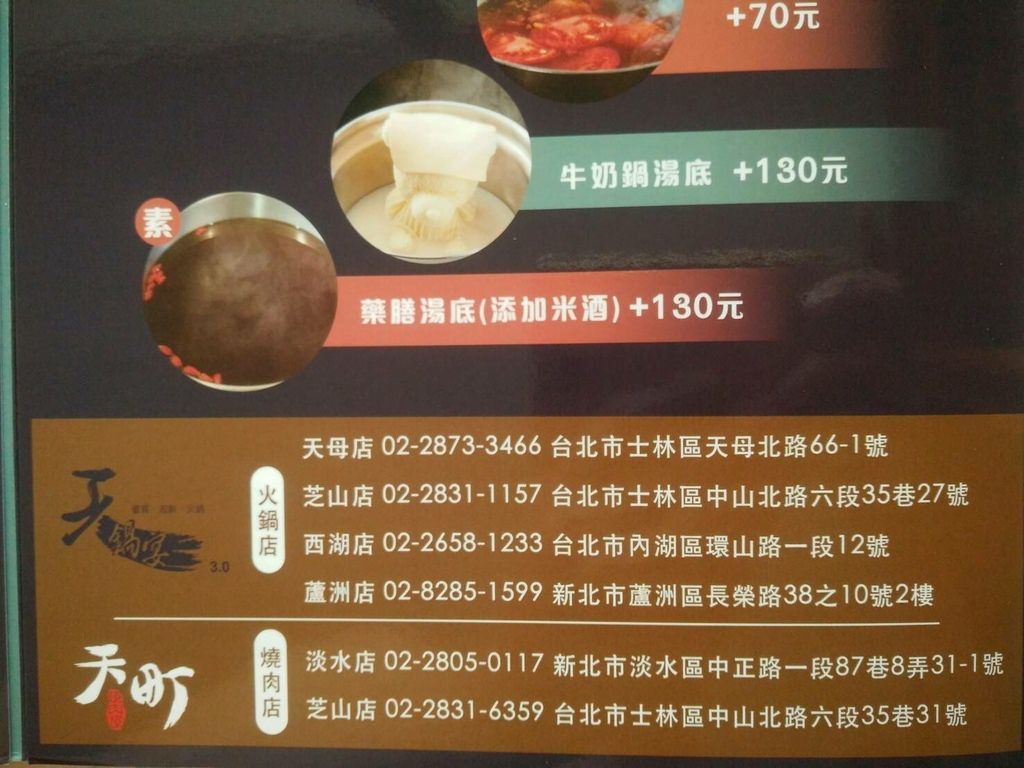 +70元
牛奶鍋湯底 +130元
素
藥膳湯底(添加米酒)+130元
天母店 02-2873-3466 台北市士林區天母北路66-1號
芝山店 02-2831-1157 台北市士林區中山北路六段35巷27號
西湖店 02-2658-1233 台北市內湖區環山路一段12號
蘆洲店 02-8285-1599 新北市蘆洲區長榮路38之10號2樓
天鍋宴
3.0
火鍋店
淡水店 02-2805-0117 新北市淡水區中正路一段87巷8弄31-1號
芝山店 02-2831-6359 台北市士林區中山北路六段35巷31號
天町
燒肉店